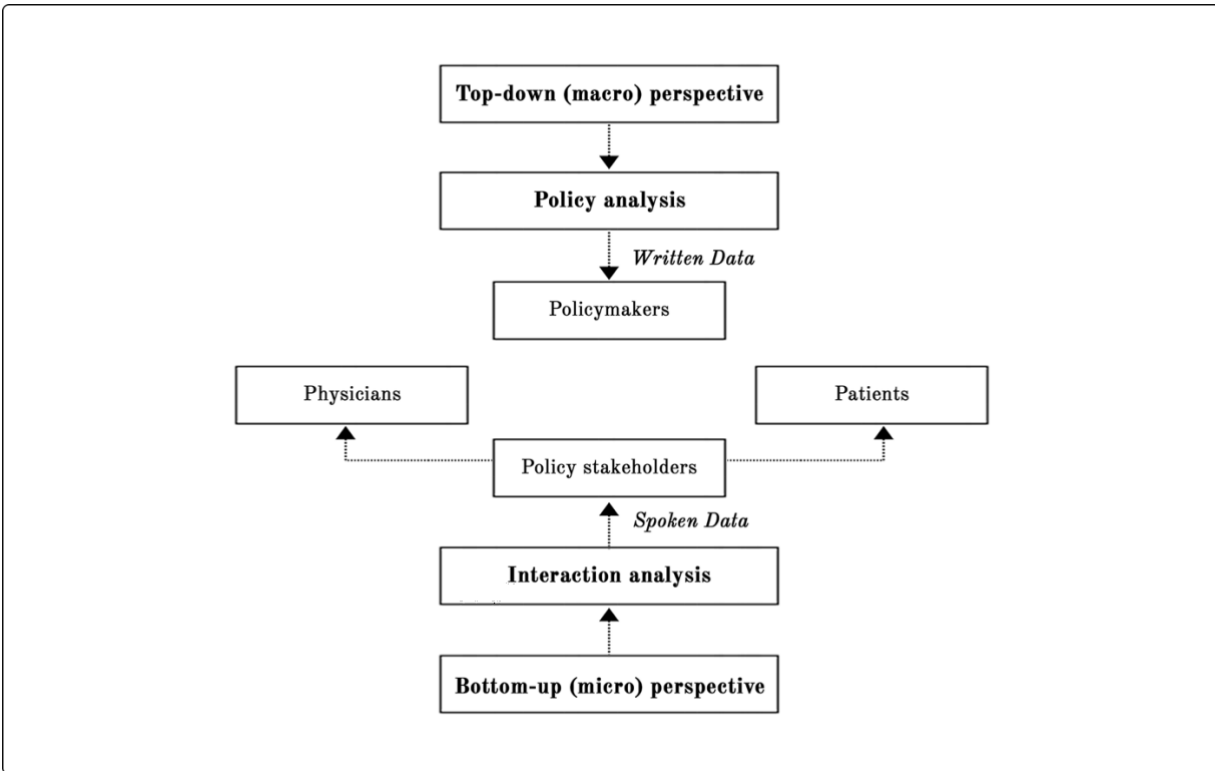 Top-down (macro) perspective
Policy analysis
Written Data
Policymakers
Physicians
Patients
Policy stakeholders
Spoken Data
Interaction analysis
Bottom-up (micro) perspective